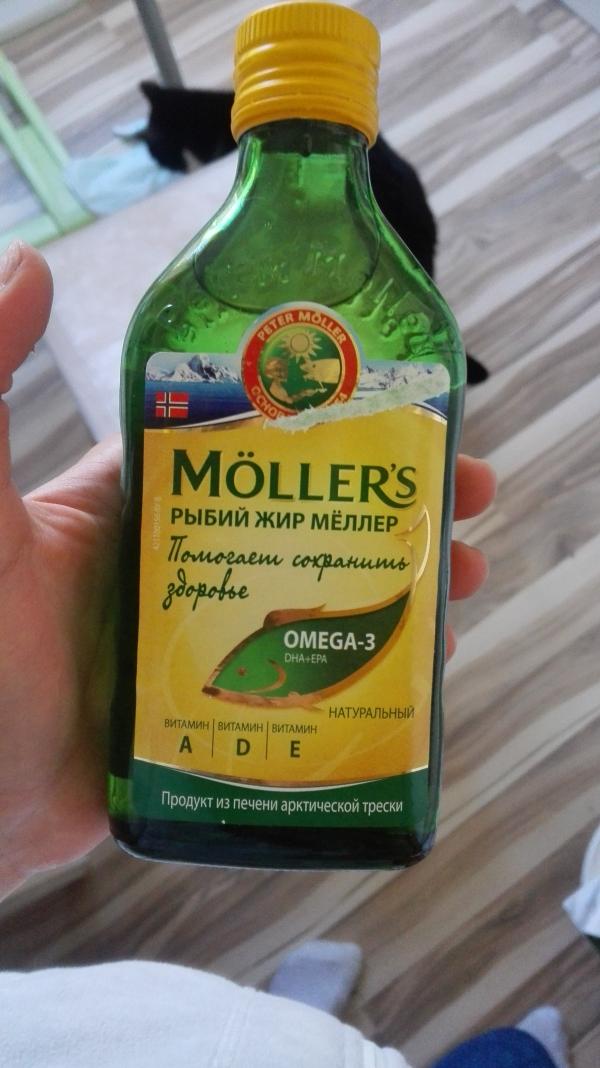 PETER MÖLLER
MÖLLER'S
РЫБИЙ ЖИР МЁЛЛЕР
Помогает сохранить
здоровье
OMEGA-3
DHA+EPA
НАТУРАЛЬНЫЙ
ВИТАМИН ВИТАМИН ВИТАМИН
A D E
Продукт из печени арктической трески